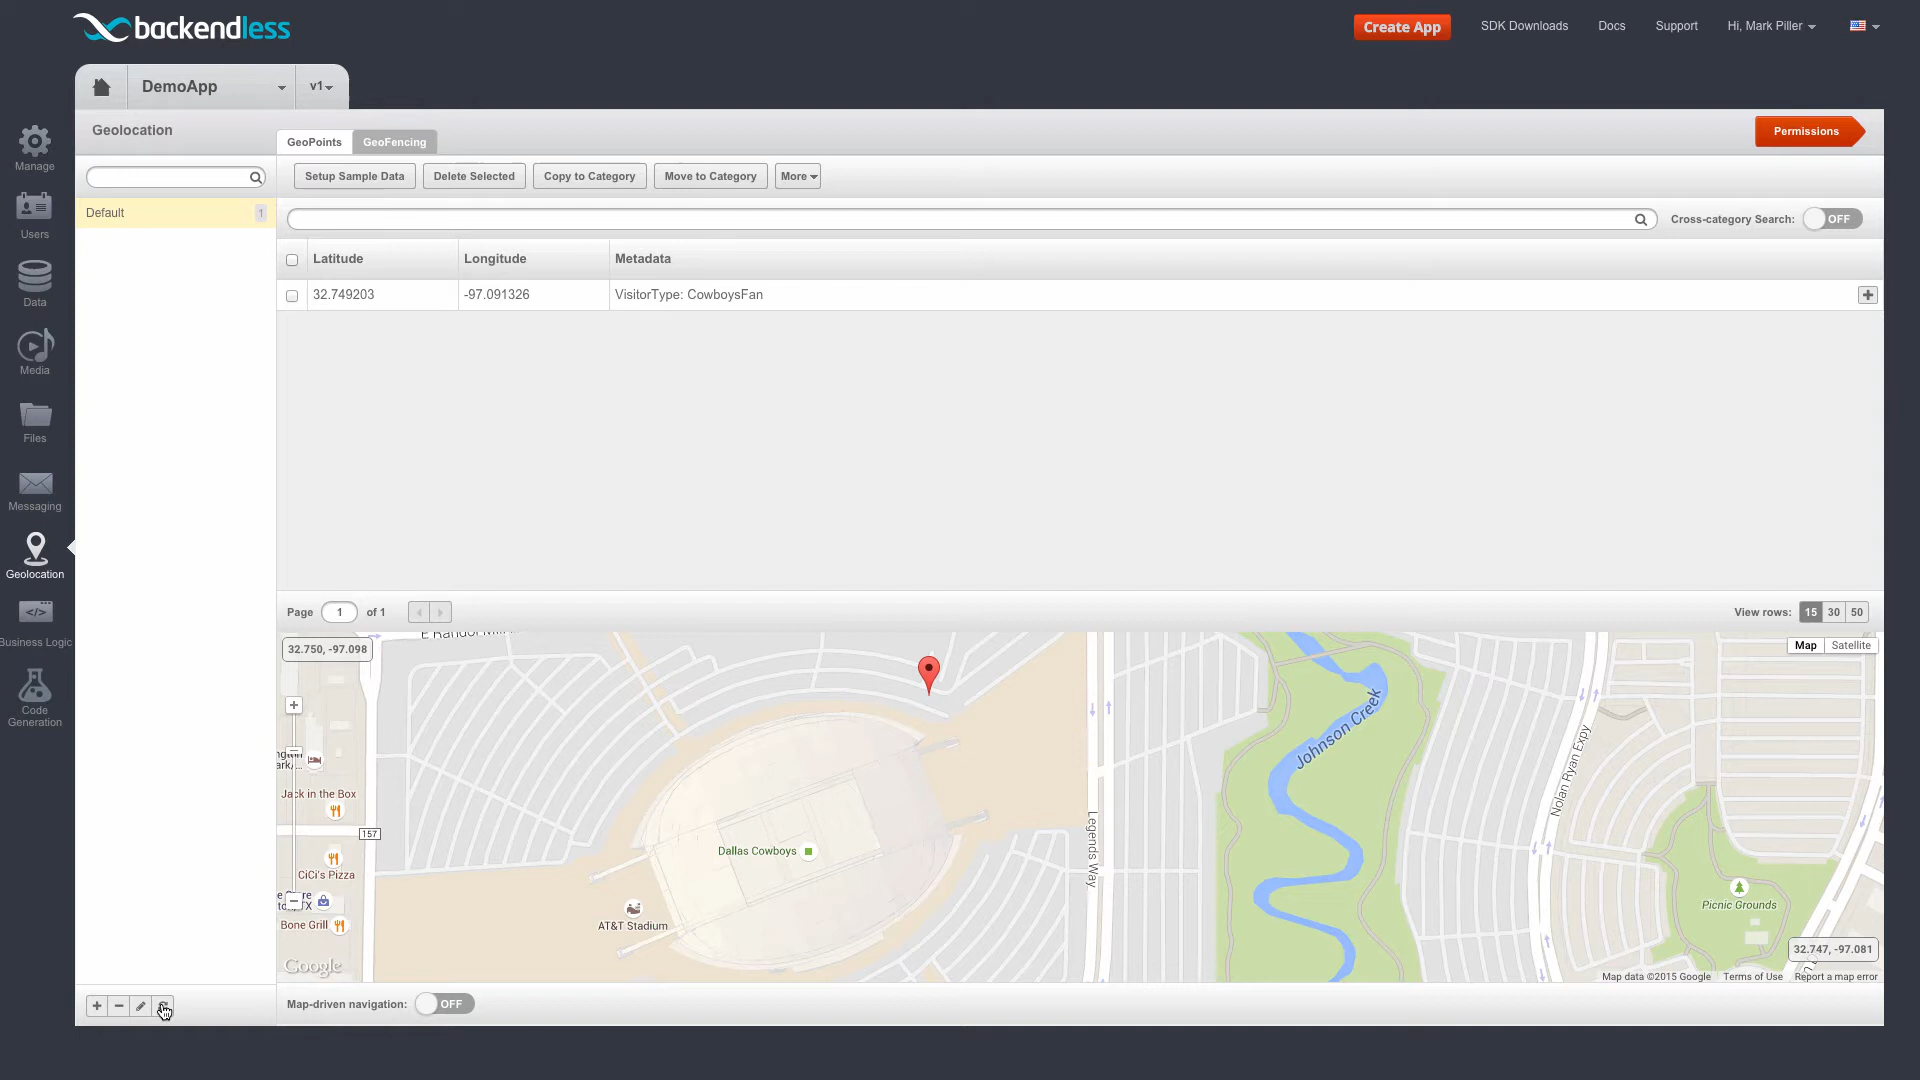 backendless
Create App
SDK Downloads
Docs
Support
Hi, Mark Piller
DemoApp
v1
Manage
Users
Data
Media
Files
Messaging
Geolocation
Business Logic
Code
Generation
Geolocation
Default 1
GeoPoints
GeoFencing
Permissions
Setup Sample Data
Delete Selected
Copy to Category
Move to Category
More
Cross-category Search: OFF
Latitude Longitude Metadata
32.749203 -97.091326 VisitorType: CowboysFan
Page 1 of 1
View rows: 15 30 50
32.750, -97.098
Map Satellite
Jack in the Box
157
CiCi's Pizza
Bone Grill
Google
Dallas Cowboys
AT&T Stadium
Legends Way
Johnson Creek
Nolan Ryan Expy
Picnic Grounds
32.747, -97.081
Map data ©2015 Google Terms of Use Report a map error
Map-driven navigation: OFF